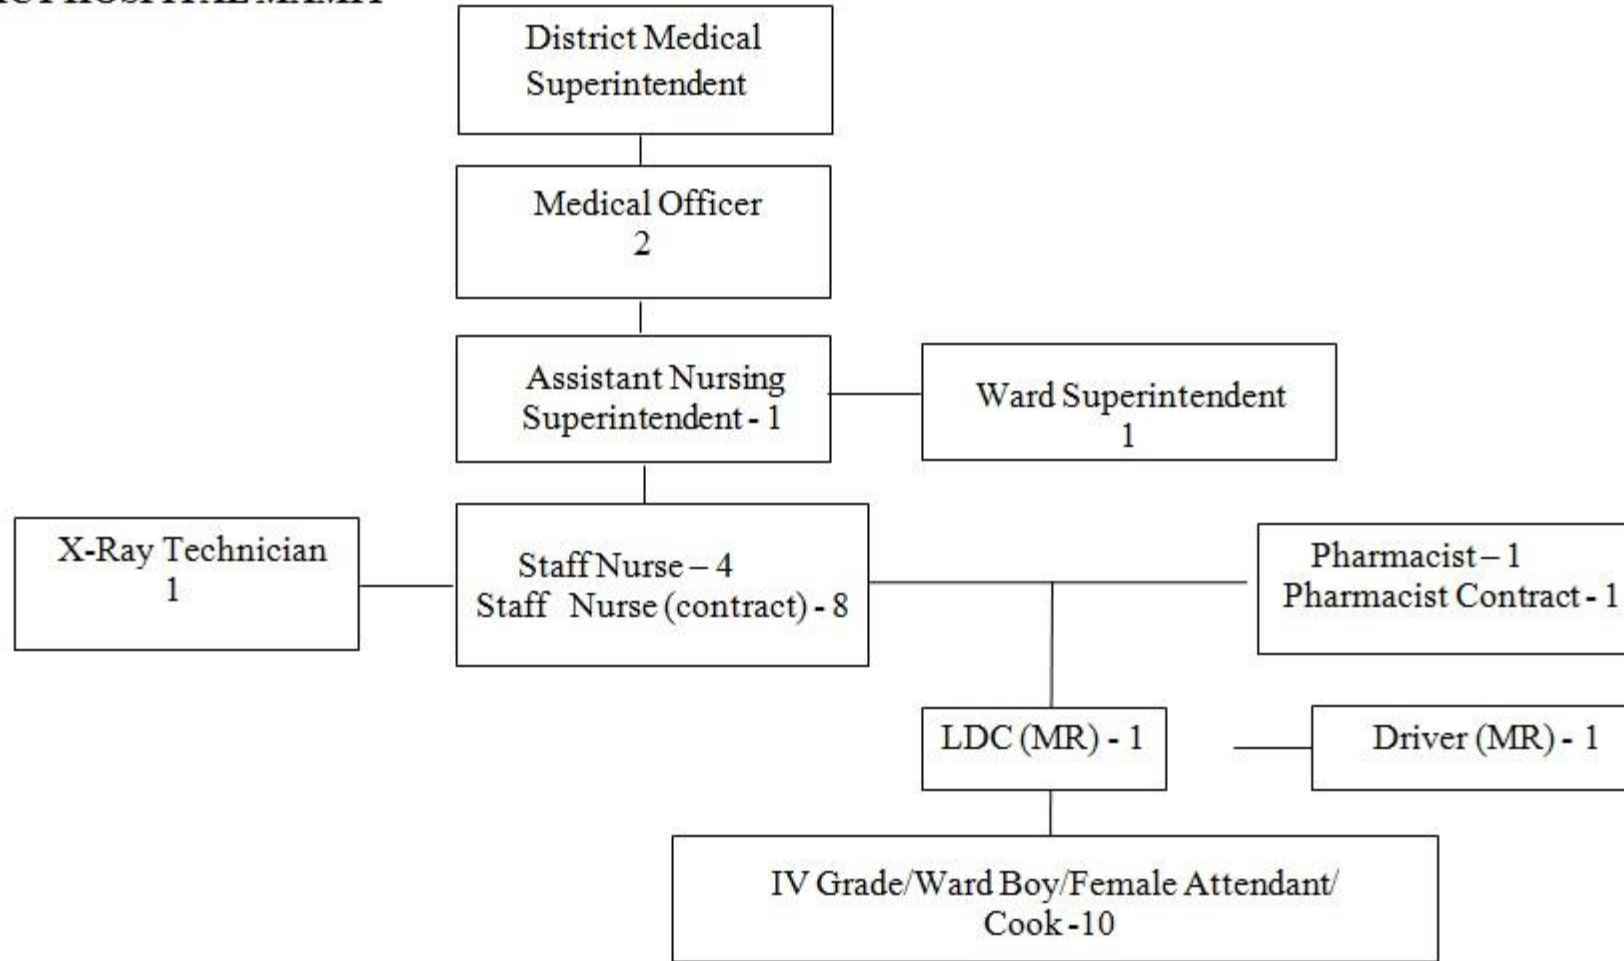 HOSPITAL MAMIT
District Medical
Superintendent
Medical Officer
2
Assistant Nursing
Superintendent - 1
Ward Superintendent
1
X-Ray Technician
1
Staff Nurse – 4
Staff Nurse (contract) - 8
Pharmacist – 1
Pharmacist Contract - 1
LDC (MR) - 1
Driver (MR) - 1
IV Grade/Ward Boy/Female Attendant/
Cook -10